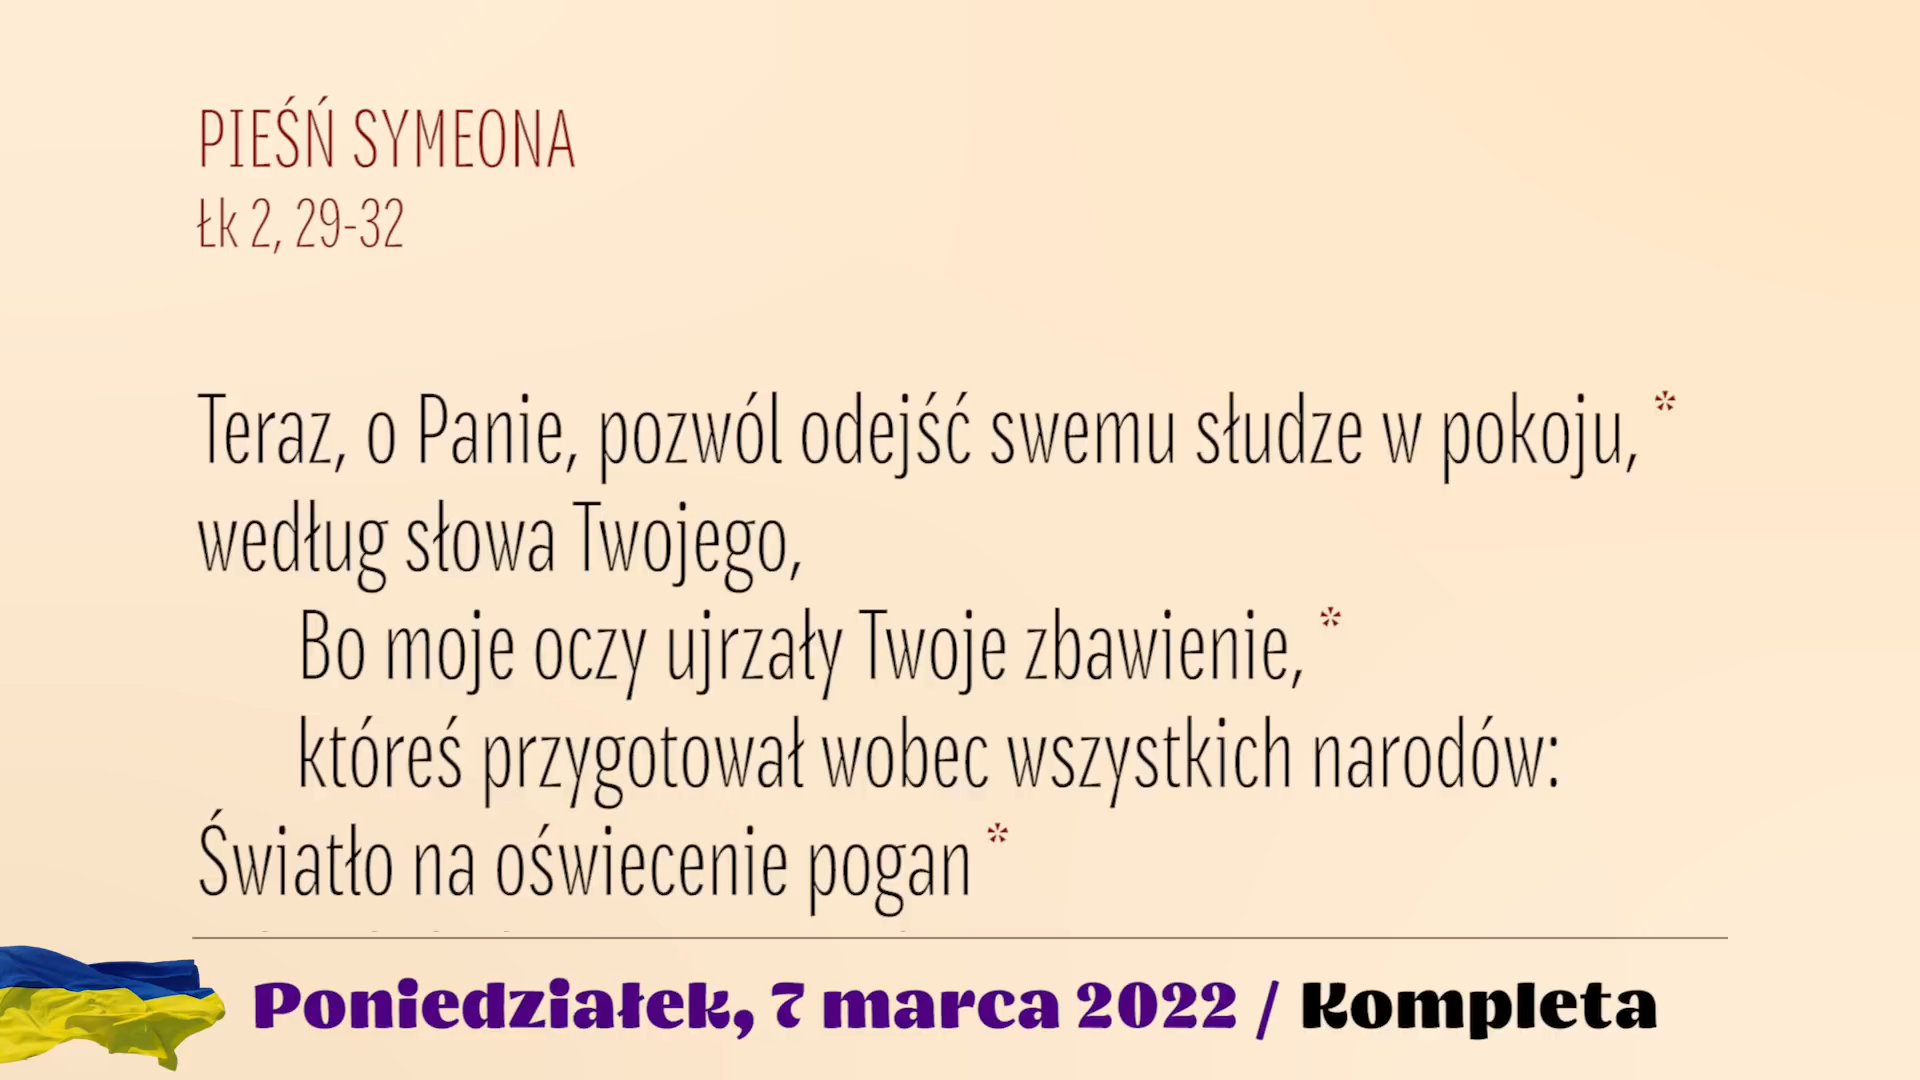 PIEŚŃ SYMEONA
Łk 2, 29-32
Teraz, o Panie, pozwól odejść swemu słudze w pokoju, *
według słowa Twojego,
Bo moje oczy ujrzały Twoje zbawienie, *
któreś przygotował wobec wszystkich narodów:
Światło na oświecenie pogan *
Poniedziałek, 7 marca 2022 / Kompleta